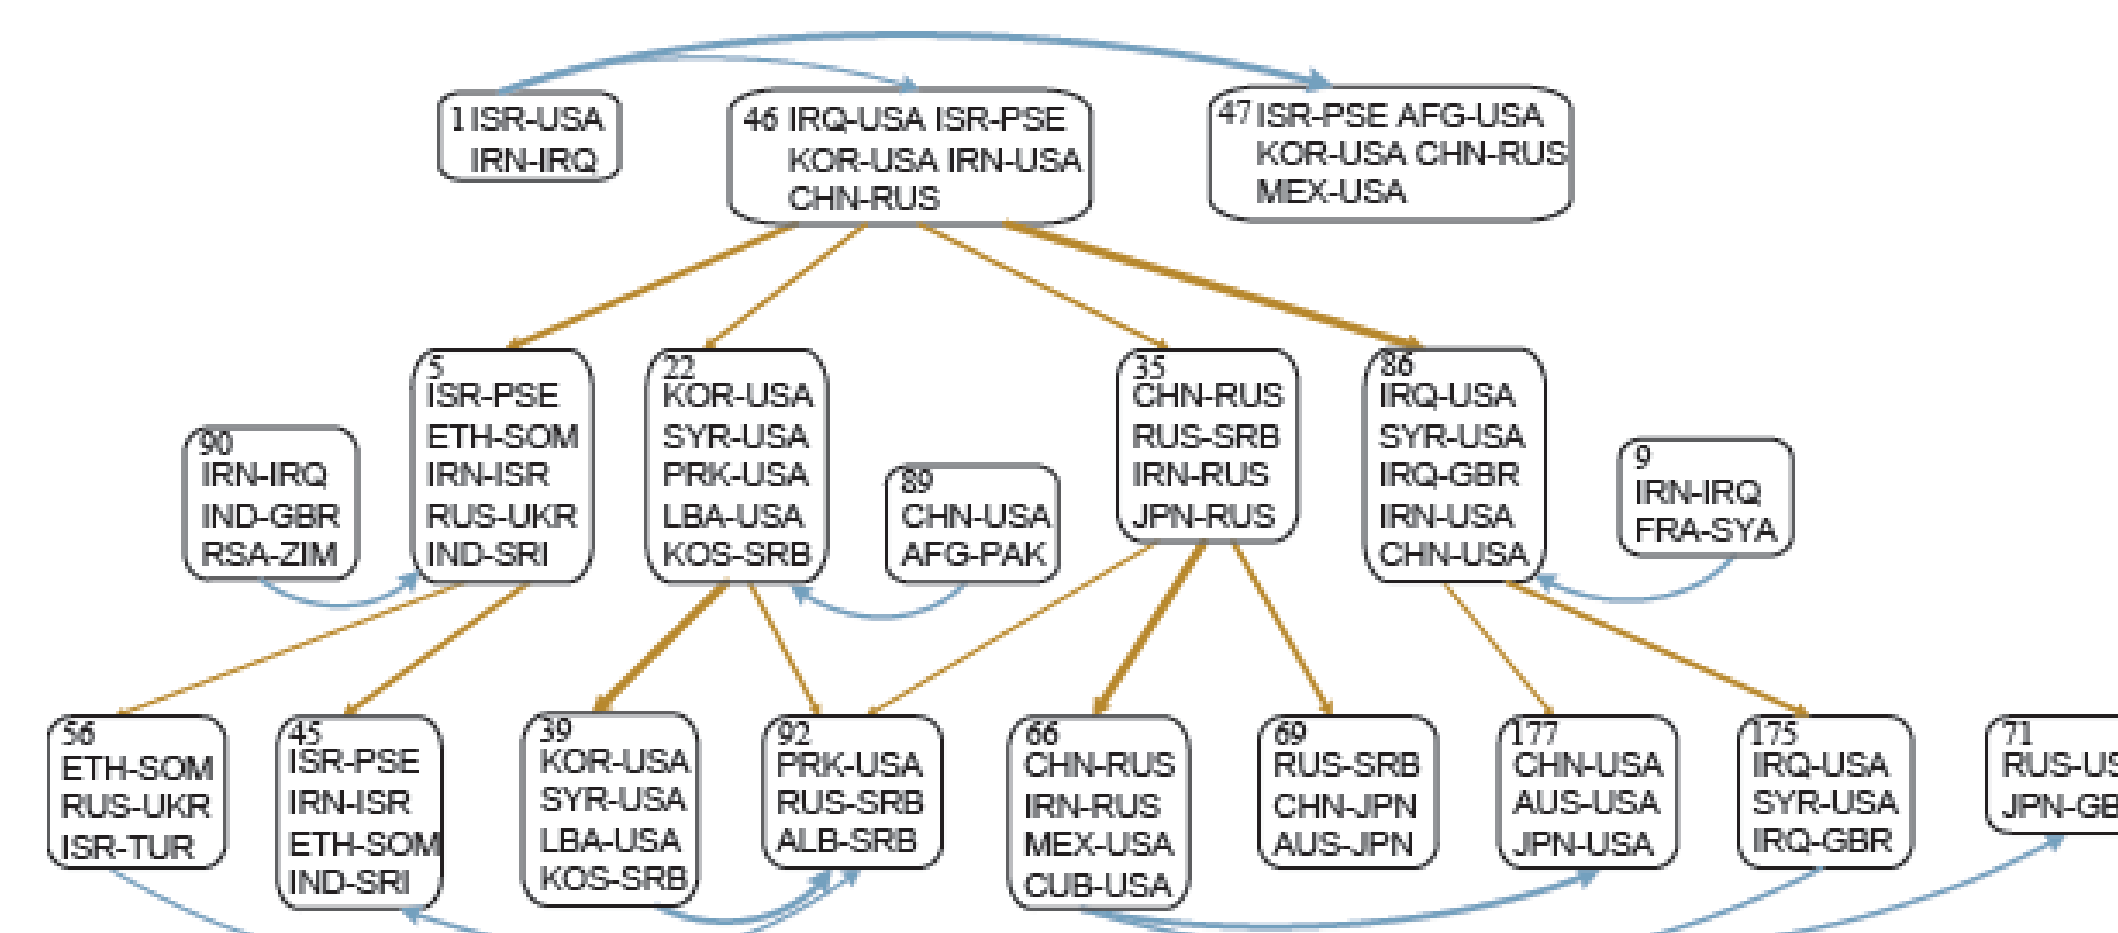 1 ISR-USA
IRN-IRQ
46 IRQ-USA ISR-PSE
KOR-USA IRN-USA
CHN-RUS
47 ISR-PSE AFG-USA
KOR-USA CHN-RUS
MEX-USA
90
IRN-IRQ
IND-GBR
RSA-ZIM
5
ISR-PSE
ETH-SOM
IRN-ISR
RUS-UKR
IND-SRI
22
KOR-USA
SYR-USA
PRK-USA
LBA-USA
KOS-SRB
89
CHN-USA
AFG-PAK
35
CHN-RUS
RUS-SRB
IRN-RUS
JPN-RUS
86
IRQ-USA
SYR-USA
IRQ-GBR
IRN-USA
CHN-USA
9
IRN-IRQ
FRA-SYA
56
ETH-SOM
RUS-UKR
ISR-TUR
45
ISR-PSE
IRN-ISR
ETH-SOM
IND-SRI
39
KOR-USA
SYR-USA
LBA-USA
KOS-SRB
92
PRK-USA
RUS-SRB
ALB-SRB
66
CHN-RUS
IRN-RUS
MEX-USA
CUB-USA
69
RUS-SRB
CHN-JPN
AUS-JPN
177
CHN-USA
AUS-USA
JPN-USA
175
IRQ-USA
SYR-USA
IRQ-GBR
71